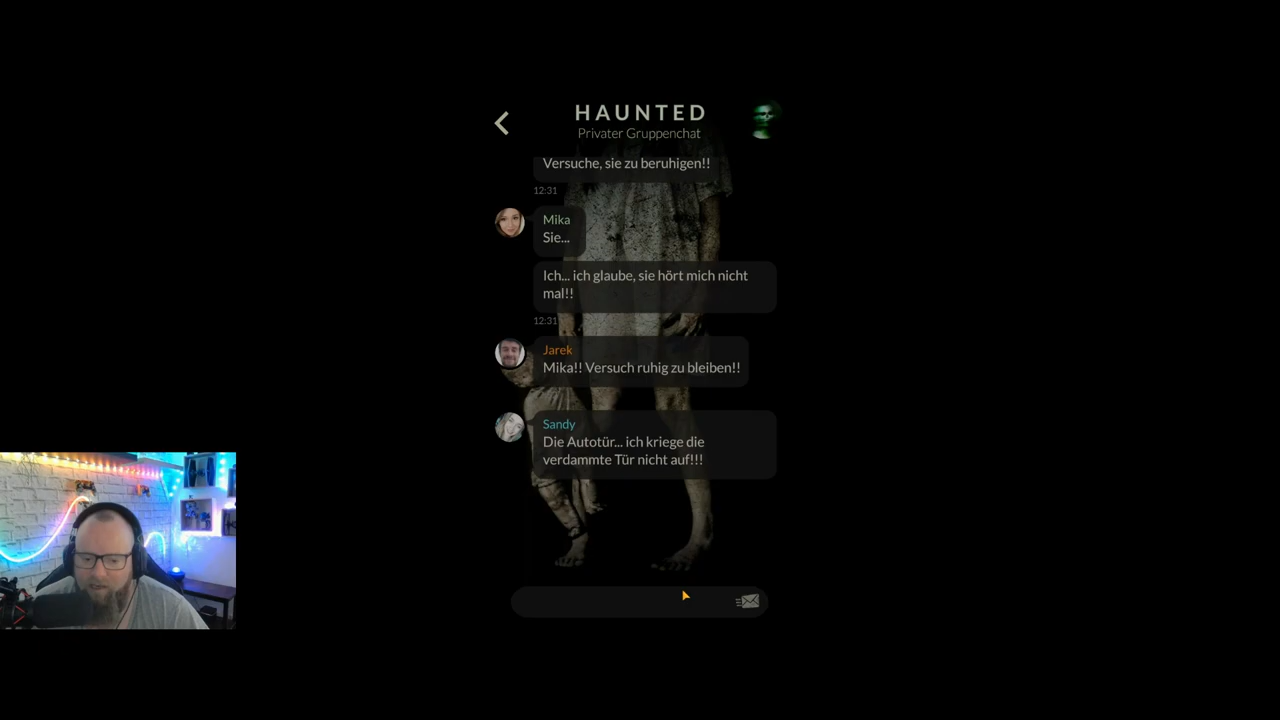 HAUNTED
Privater Gruppenchat
Versuche, sie zu beruhigen!!
12:31
Mika
Sie...
Ich... ich glaube, sie hört mich nicht
mal!!
12:31
Jarek
Mika!! Versuch ruhig zu bleiben!!
Sandy
Die Autotür... ich kriege die
verdammte Tür nicht auf!!!